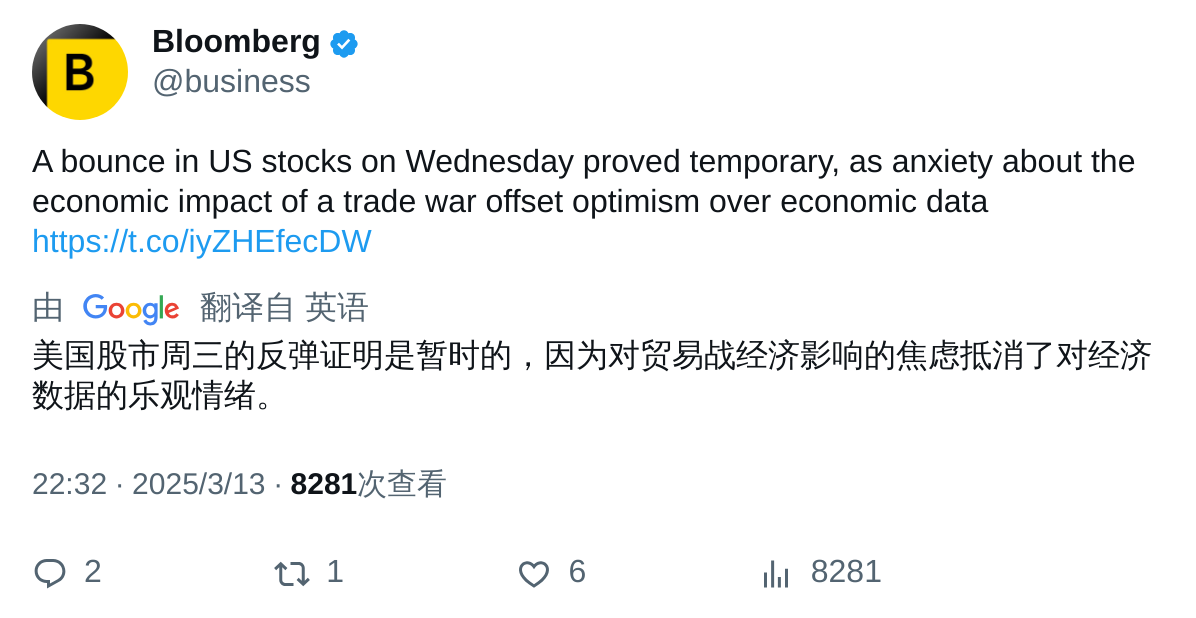 B
Bloomberg
@business
A bounce in US stocks on Wednesday proved temporary, as anxiety about the
economic impact of a trade war offset optimism over economic data
https://t.co/iyZHEfecDW
由 Google 翻译自 英语
美国股市周三的反弹证明是暂时的，因为对贸易战经济影响的焦虑抵消了对经济
数据的乐观情绪。
22:32 · 2025/3/13 · 8281次查看
2 1 6 8281